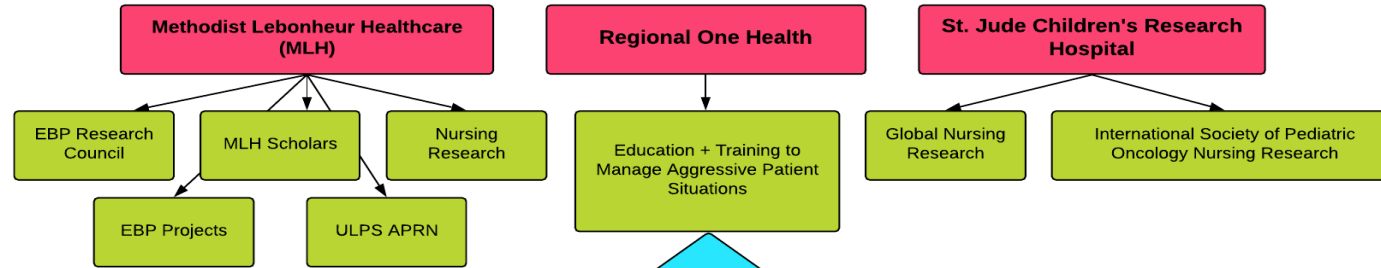 Methodist Lebonheur Healthcare
(MLH)
Regional One Health
St. Jude Children's Research
Hospital
EBP Research
Council
MLH Scholars
Nursing
Research
Education + Training to
Manage Aggressive Patient
Situations
Global Nursing
Research
International Society of Pediatric
Oncology Nursing Research
EBP Projects
ULPS APRN